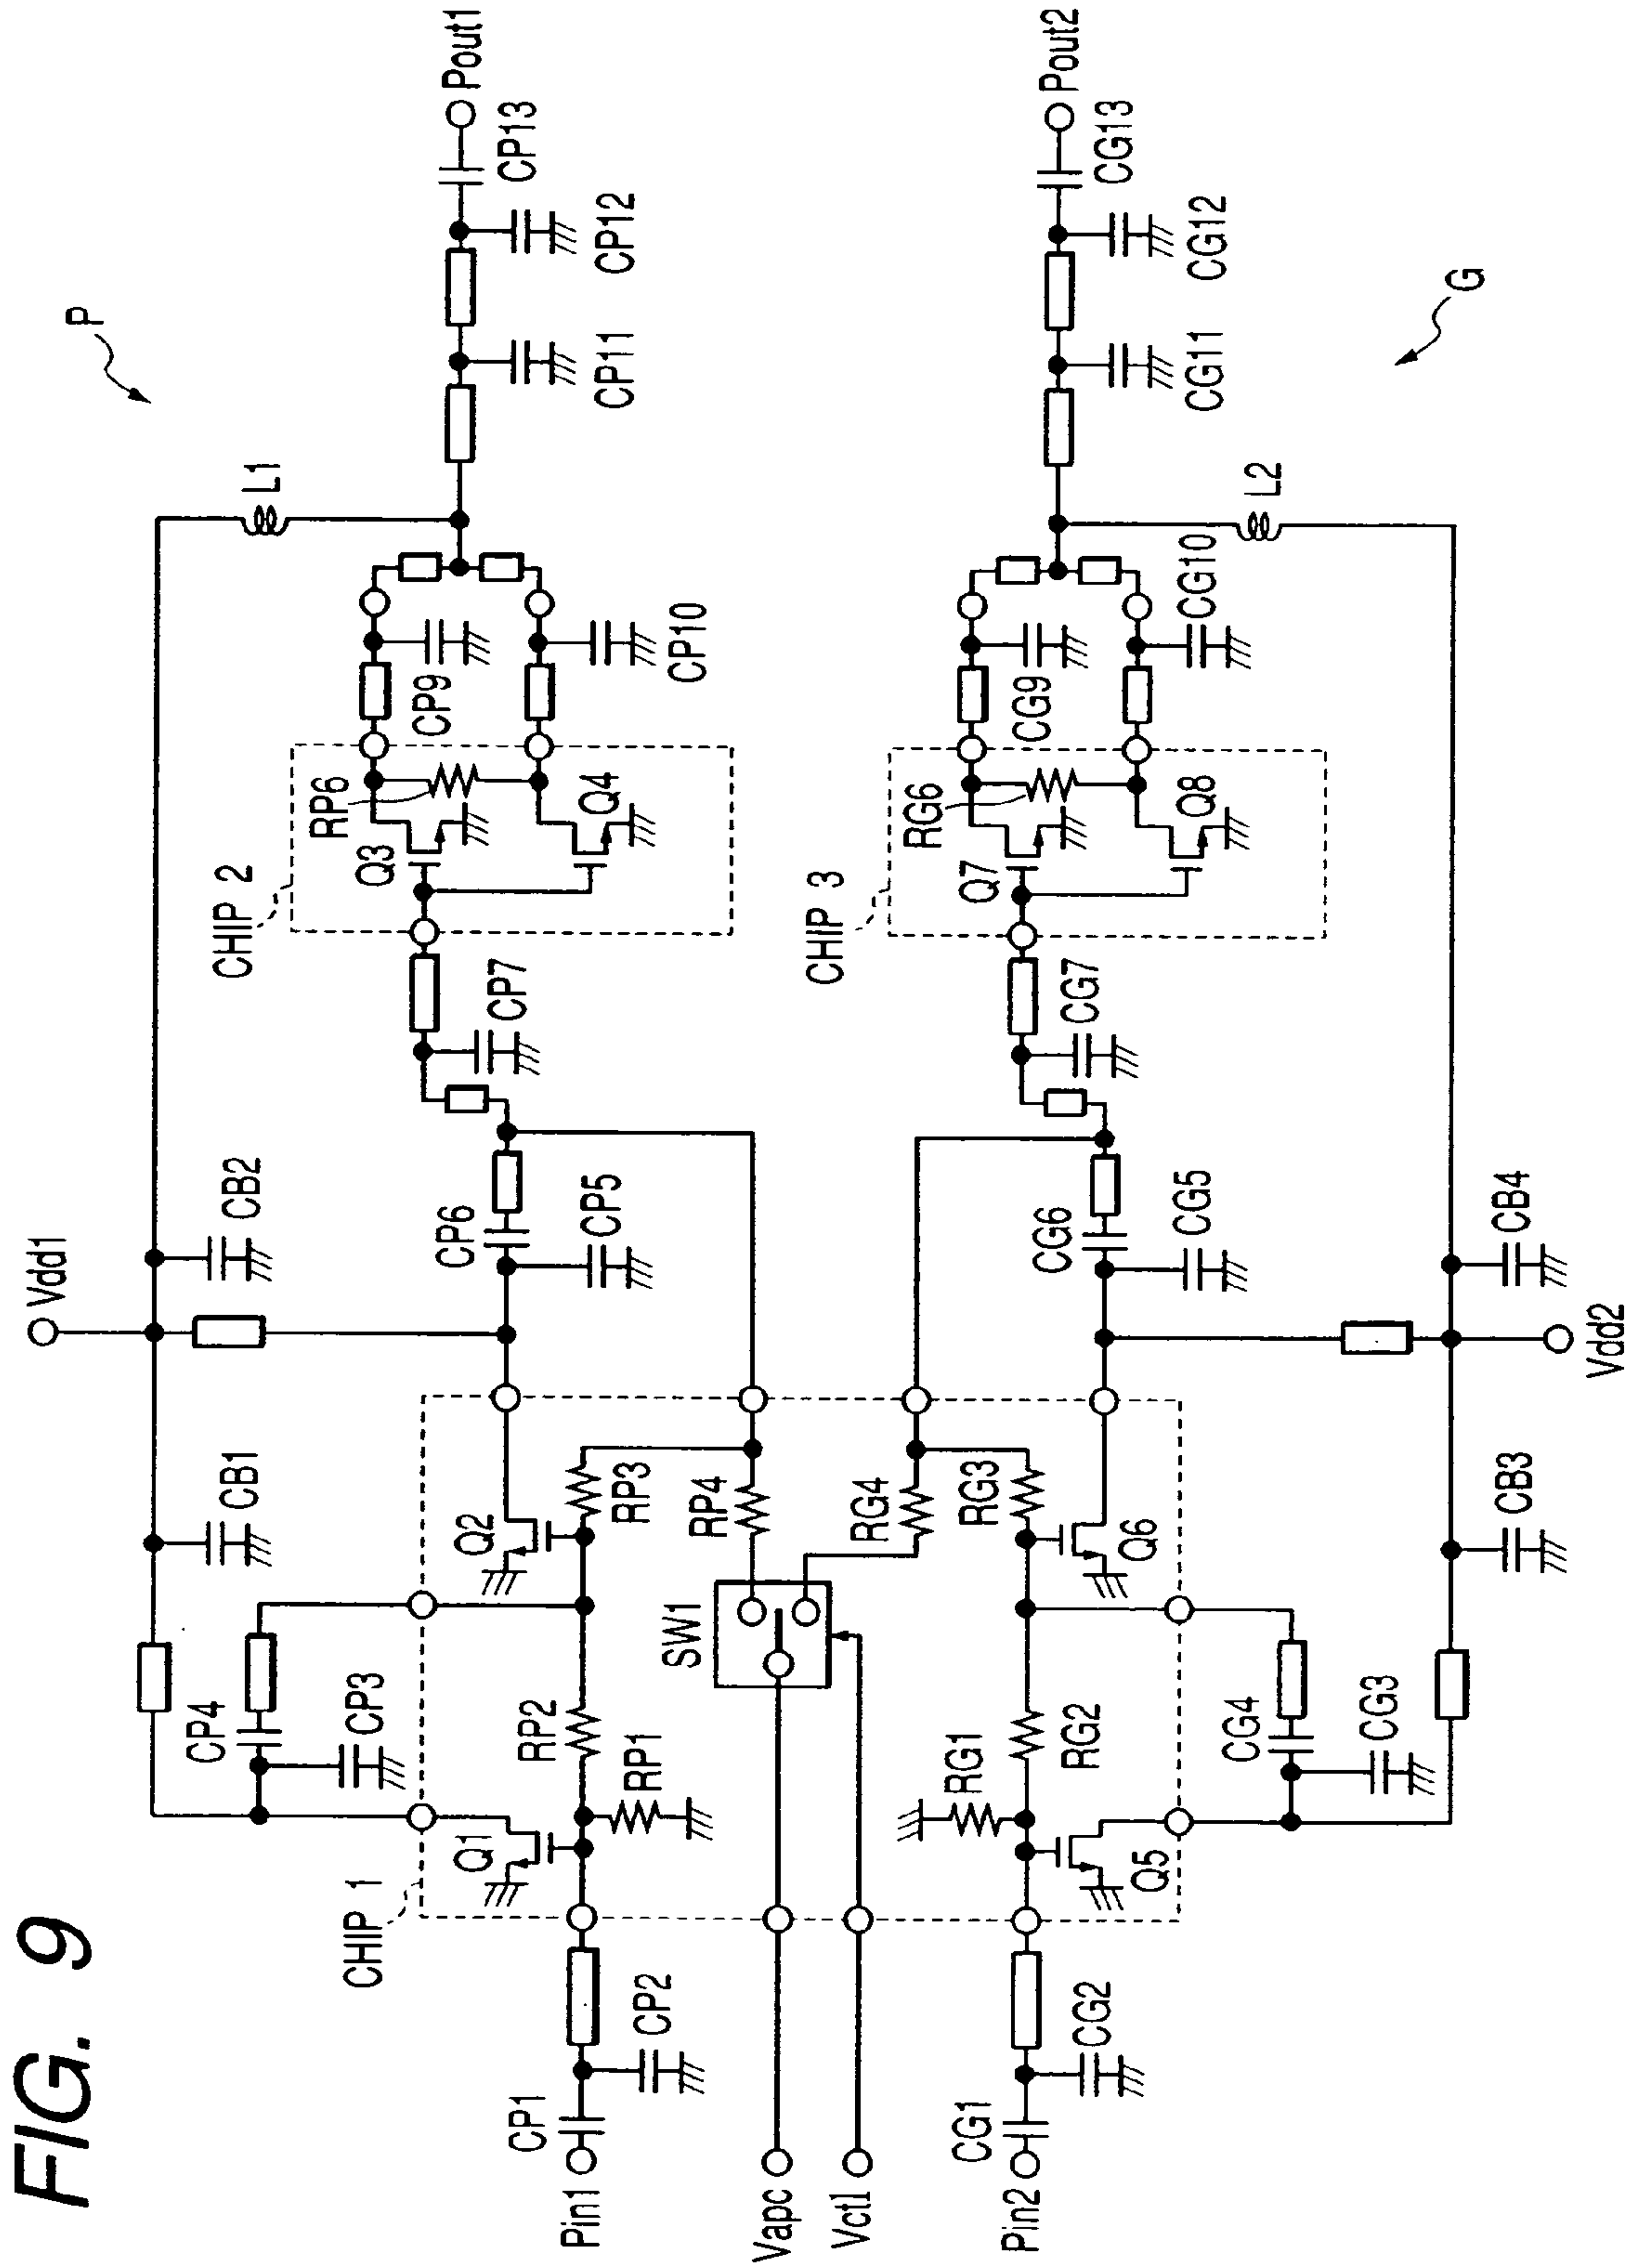 FIG. 9
P
Vdd1
CB1
CB2
L1
CP4
CP3
CHIP 1
Q1
Q2
CP6
CP5
CHIP 2
CP7
Q3
RP6
Q4
CP9
CP10
CP11
CP12
CP13
Pout1
Pin1
CP1
CP2
RP1
RP2
RP3
RP4
SW1
Vapc
Vctl
RG4
RG3
RG1
RG2
Pin2
CG1
CG2
Q5
Q6
CG4
CG3
CG6
CG5
CHIP 3
CG7
Q7
RG6
Q8
CG9
CG10
L2
CG11
CG12
CG13
Pout2
CB3
CB4
Vdd2
G